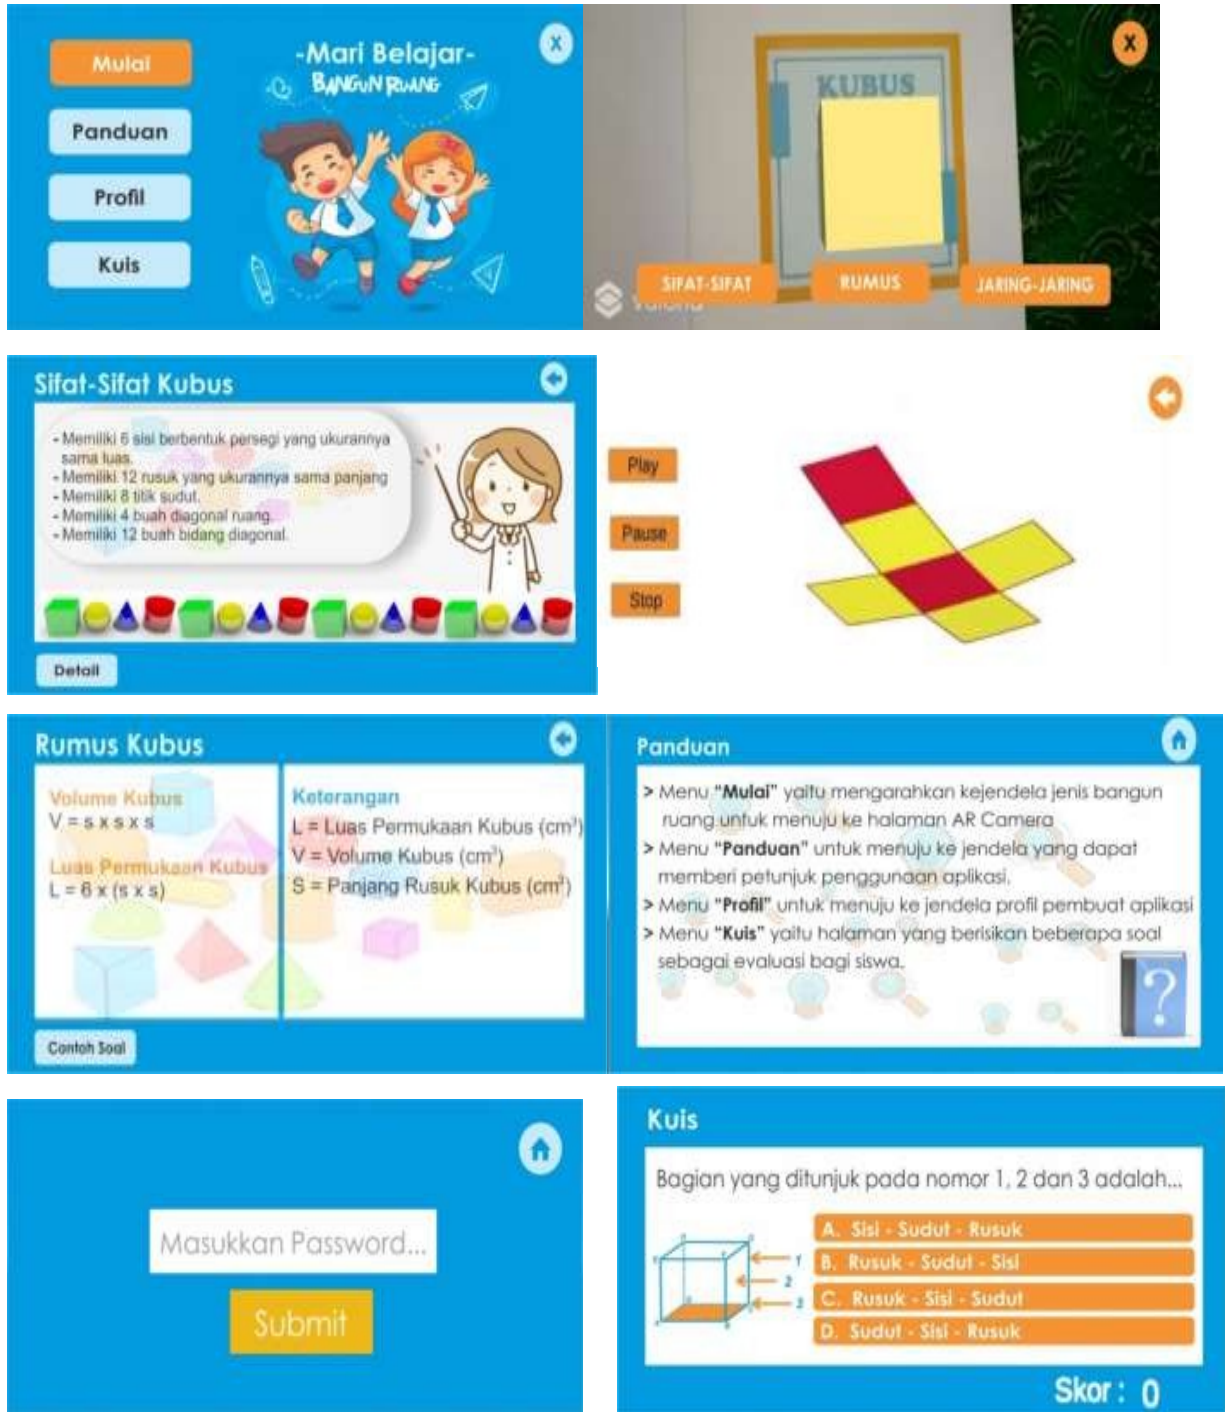 Mulai
Panduan
Profil
Kuis
-Mari Belajar-
BANGUN RUANG
X
KUBUS
X
SIFAT-SIFAT
RUMUS
JARING-JARING
Sifat-Sifat Kubus
- Memiliki 6 sisi berbentuk persegi yang ukurannya
sama luas.
- Memiliki 12 rusuk yang ukurannya sama panjang
- Memiliki 8 titik sudut.
- Memiliki 4 buah diagonal ruang.
- Memiliki 12 buah bidang diagonal.
Detail
Play
Pause
Stop
Rumus Kubus
Volume Kubus
V = s x s x s
Luas Permukaan Kubus
L = 6 x (s x s)
Keterangan
L = Luas Permukaan Kubus (cm³)
V = Volume Kubus (cm³)
S = Panjang Rusuk Kubus (cm²)
Contoh Soal
Panduan
> Menu "Mulai" yaitu mengarahkan kejendela jenis bangun
ruang untuk menuju ke halaman AR Camera
> Menu "Panduan" untuk menuju ke jendela yang dapat
memberi petunjuk penggunaan aplikasi.
> Menu "Profil" untuk menuju ke jendela profil pembuat aplikasi
> Menu "Kuis" yaitu halaman yang berisikan beberapa soal
sebagai evaluasi bagi siswa.
?
Masukkan Password...
Submit
Kuis
Bagian yang ditunjuk pada nomor 1, 2 dan 3 adalah...
1
2
3
A. Sisi - Sudut - Rusuk
B. Rusuk - Sudut - Sisi
C. Rusuk - Sisi - Sudut
D. Sudut - Sisi - Rusuk
Skor : 0